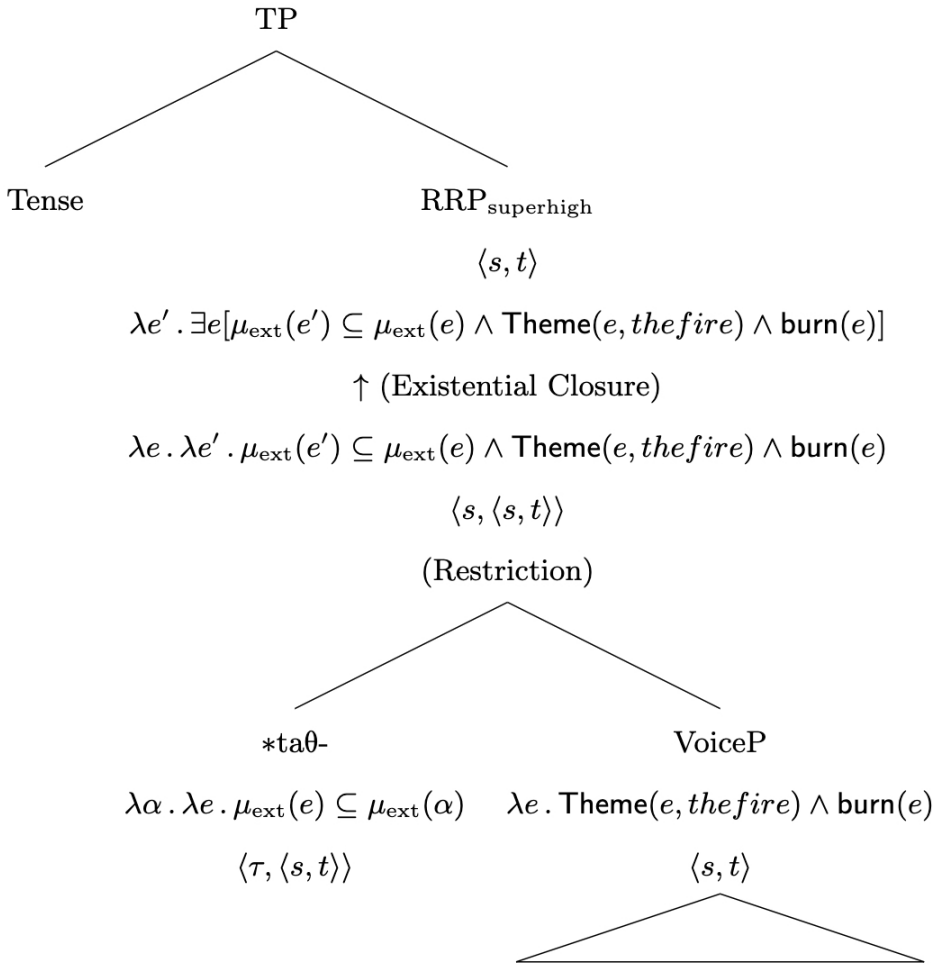 TP
Tense RRP_superhigh
⟨s, t⟩
λe′ . ∃e[μ_ext(e′) ⊆ μ_ext(e) ∧ Theme(e, thefire) ∧ burn(e)]
↑ (Existential Closure)
λe . λe′ . μ_ext(e′) ⊆ μ_ext(e) ∧ Theme(e, thefire) ∧ burn(e)
⟨s, ⟨s, t⟩⟩
(Restriction)
*taθ- VoiceP
λα . λe . μ_ext(e) ⊆ μ_ext(α) λe . Theme(e, thefire) ∧ burn(e)
⟨τ, ⟨s, t⟩⟩ ⟨s, t⟩